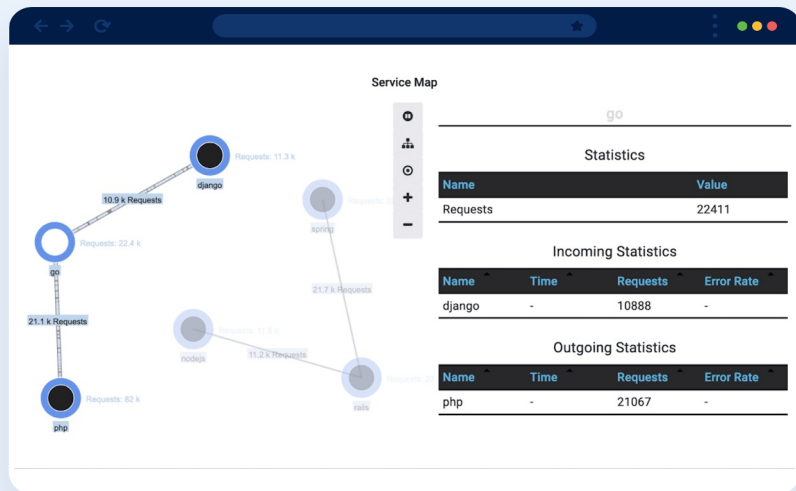 Service Map
go
Requests: 11.3 k
django
10.9 k Requests
spring
Requests: 22.4 k
go
21.7 k Requests
21.1 k Requests
nodejs
11.2 k Requests
rails
Requests: 82 k
php
Statistics
Name Value
Requests 22411
Incoming Statistics
Name Time Requests Error Rate
django - 10888 -
Outgoing Statistics
Name Time Requests Error Rate
php - 21067 -